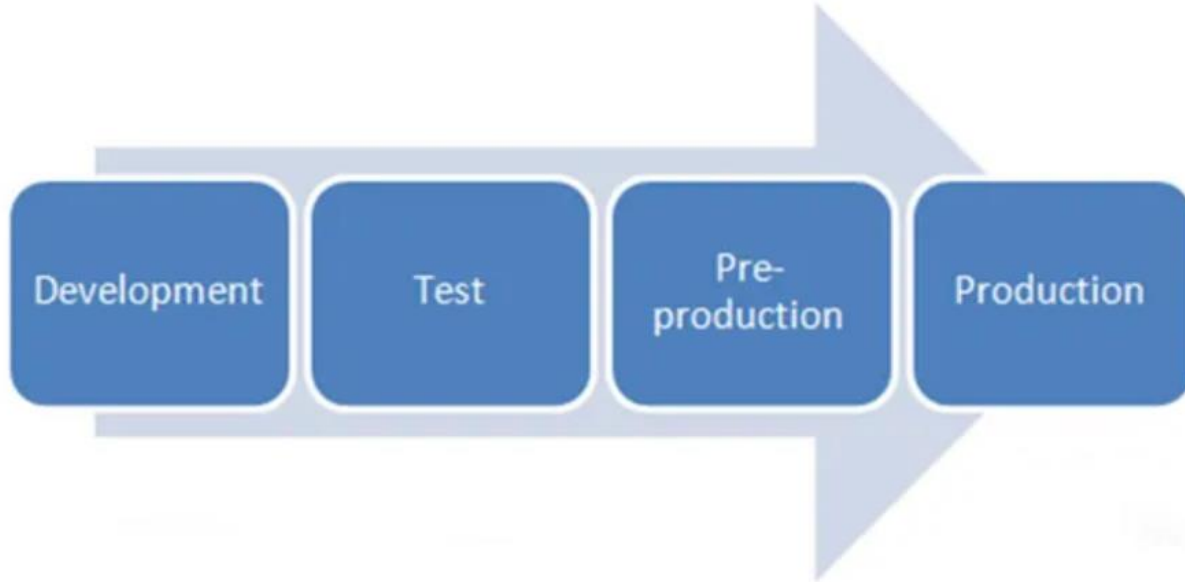 Development
Test
Pre-
production
Production